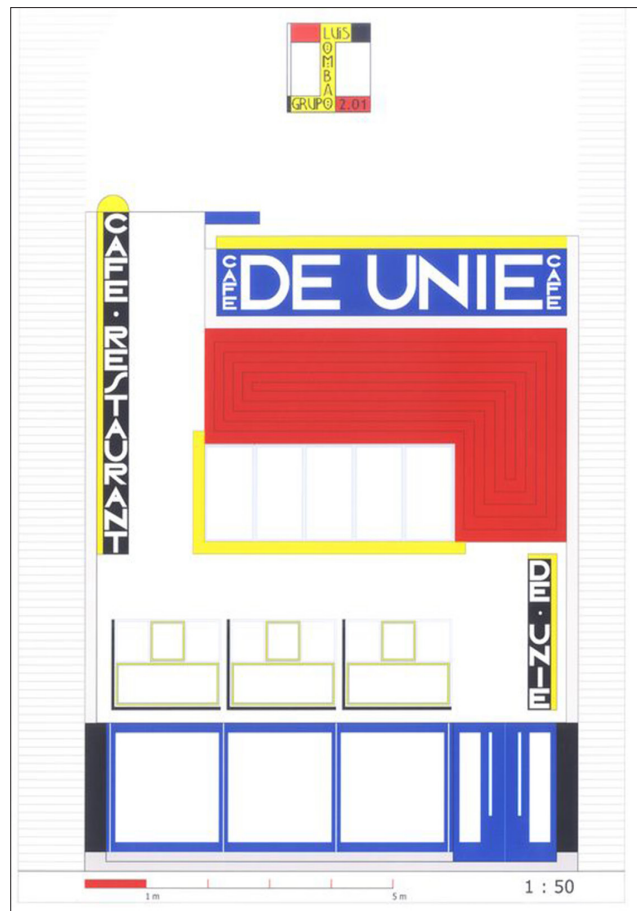 LUIS
LOMBAO
GRUPO 2.01
CAFE · RESTAURANT
CAFE DE UNIE CAFE
DE · UNIE
1 m
5 m
1 : 50